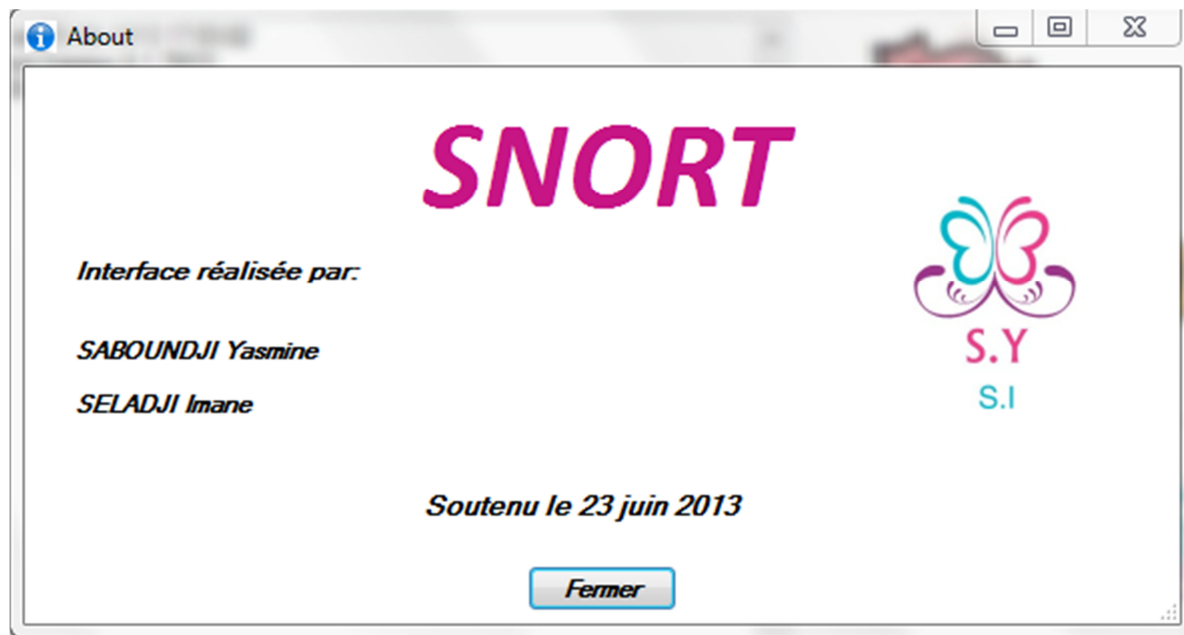 About
SNORT
Interface réalisée par:
SABOUNDJI Yasmine
SELADJI Imane
S.Y
S.I
Soutenu le 23 juin 2013
Fermer